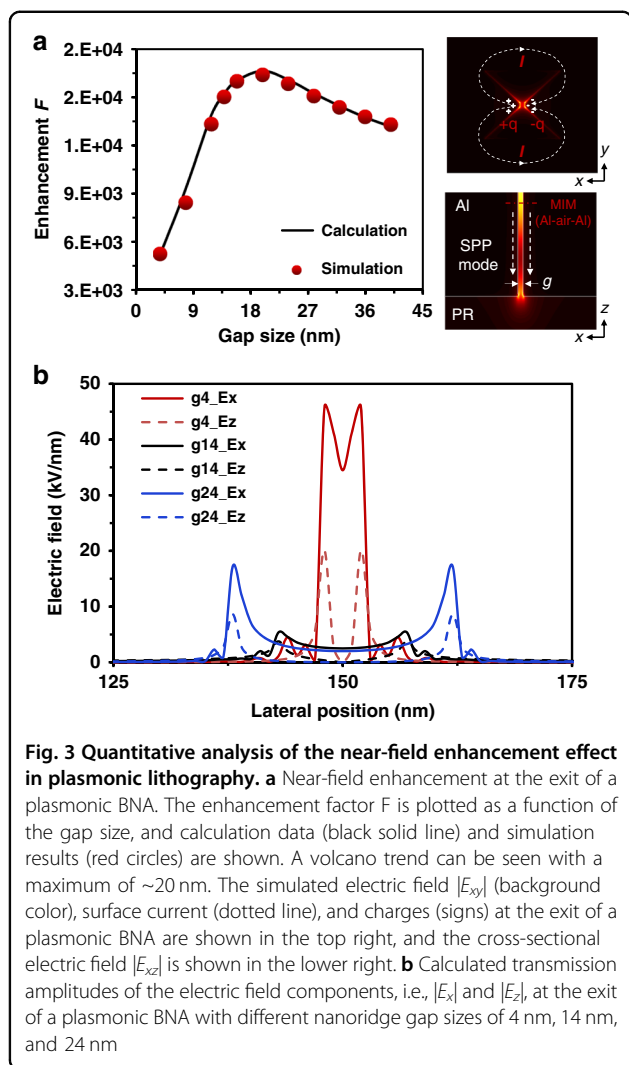 a
2.E+04
2.E+04
1.E+04
9.E+03
6.E+03
3.E+03
Enhancement F
Calculation
Simulation
0 9 18 27 36 45
Gap size (nm)
I
+q -q
I
y
x
Al
MIM
(Al-air-Al)
SPP
mode
g
PR
z
x
b
50
40
30
20
10
0
Electric field (kV/nm)
g4_Ex
g4_Ez
g14_Ex
g14_Ez
g24_Ex
g24_Ez
125 150 175
Lateral position (nm)
Fig. 3 Quantitative analysis of the near-field enhancement effect
in plasmonic lithography. a Near-field enhancement at the exit of a
plasmonic BNA. The enhancement factor F is plotted as a function of
the gap size, and calculation data (black solid line) and simulation
results (red circles) are shown. A volcano trend can be seen with a
maximum of ~20 nm. The simulated electric field |Exy| (background
color), surface current (dotted line), and charges (signs) at the exit of a
plasmonic BNA are shown in the top right, and the cross-sectional
electric field |Exz| is shown in the lower right. b Calculated transmission
amplitudes of the electric field components, i.e., |Ex| and |Ez|, at the exit
of a plasmonic BNA with different nanoridge gap sizes of 4 nm, 14 nm,
and 24 nm